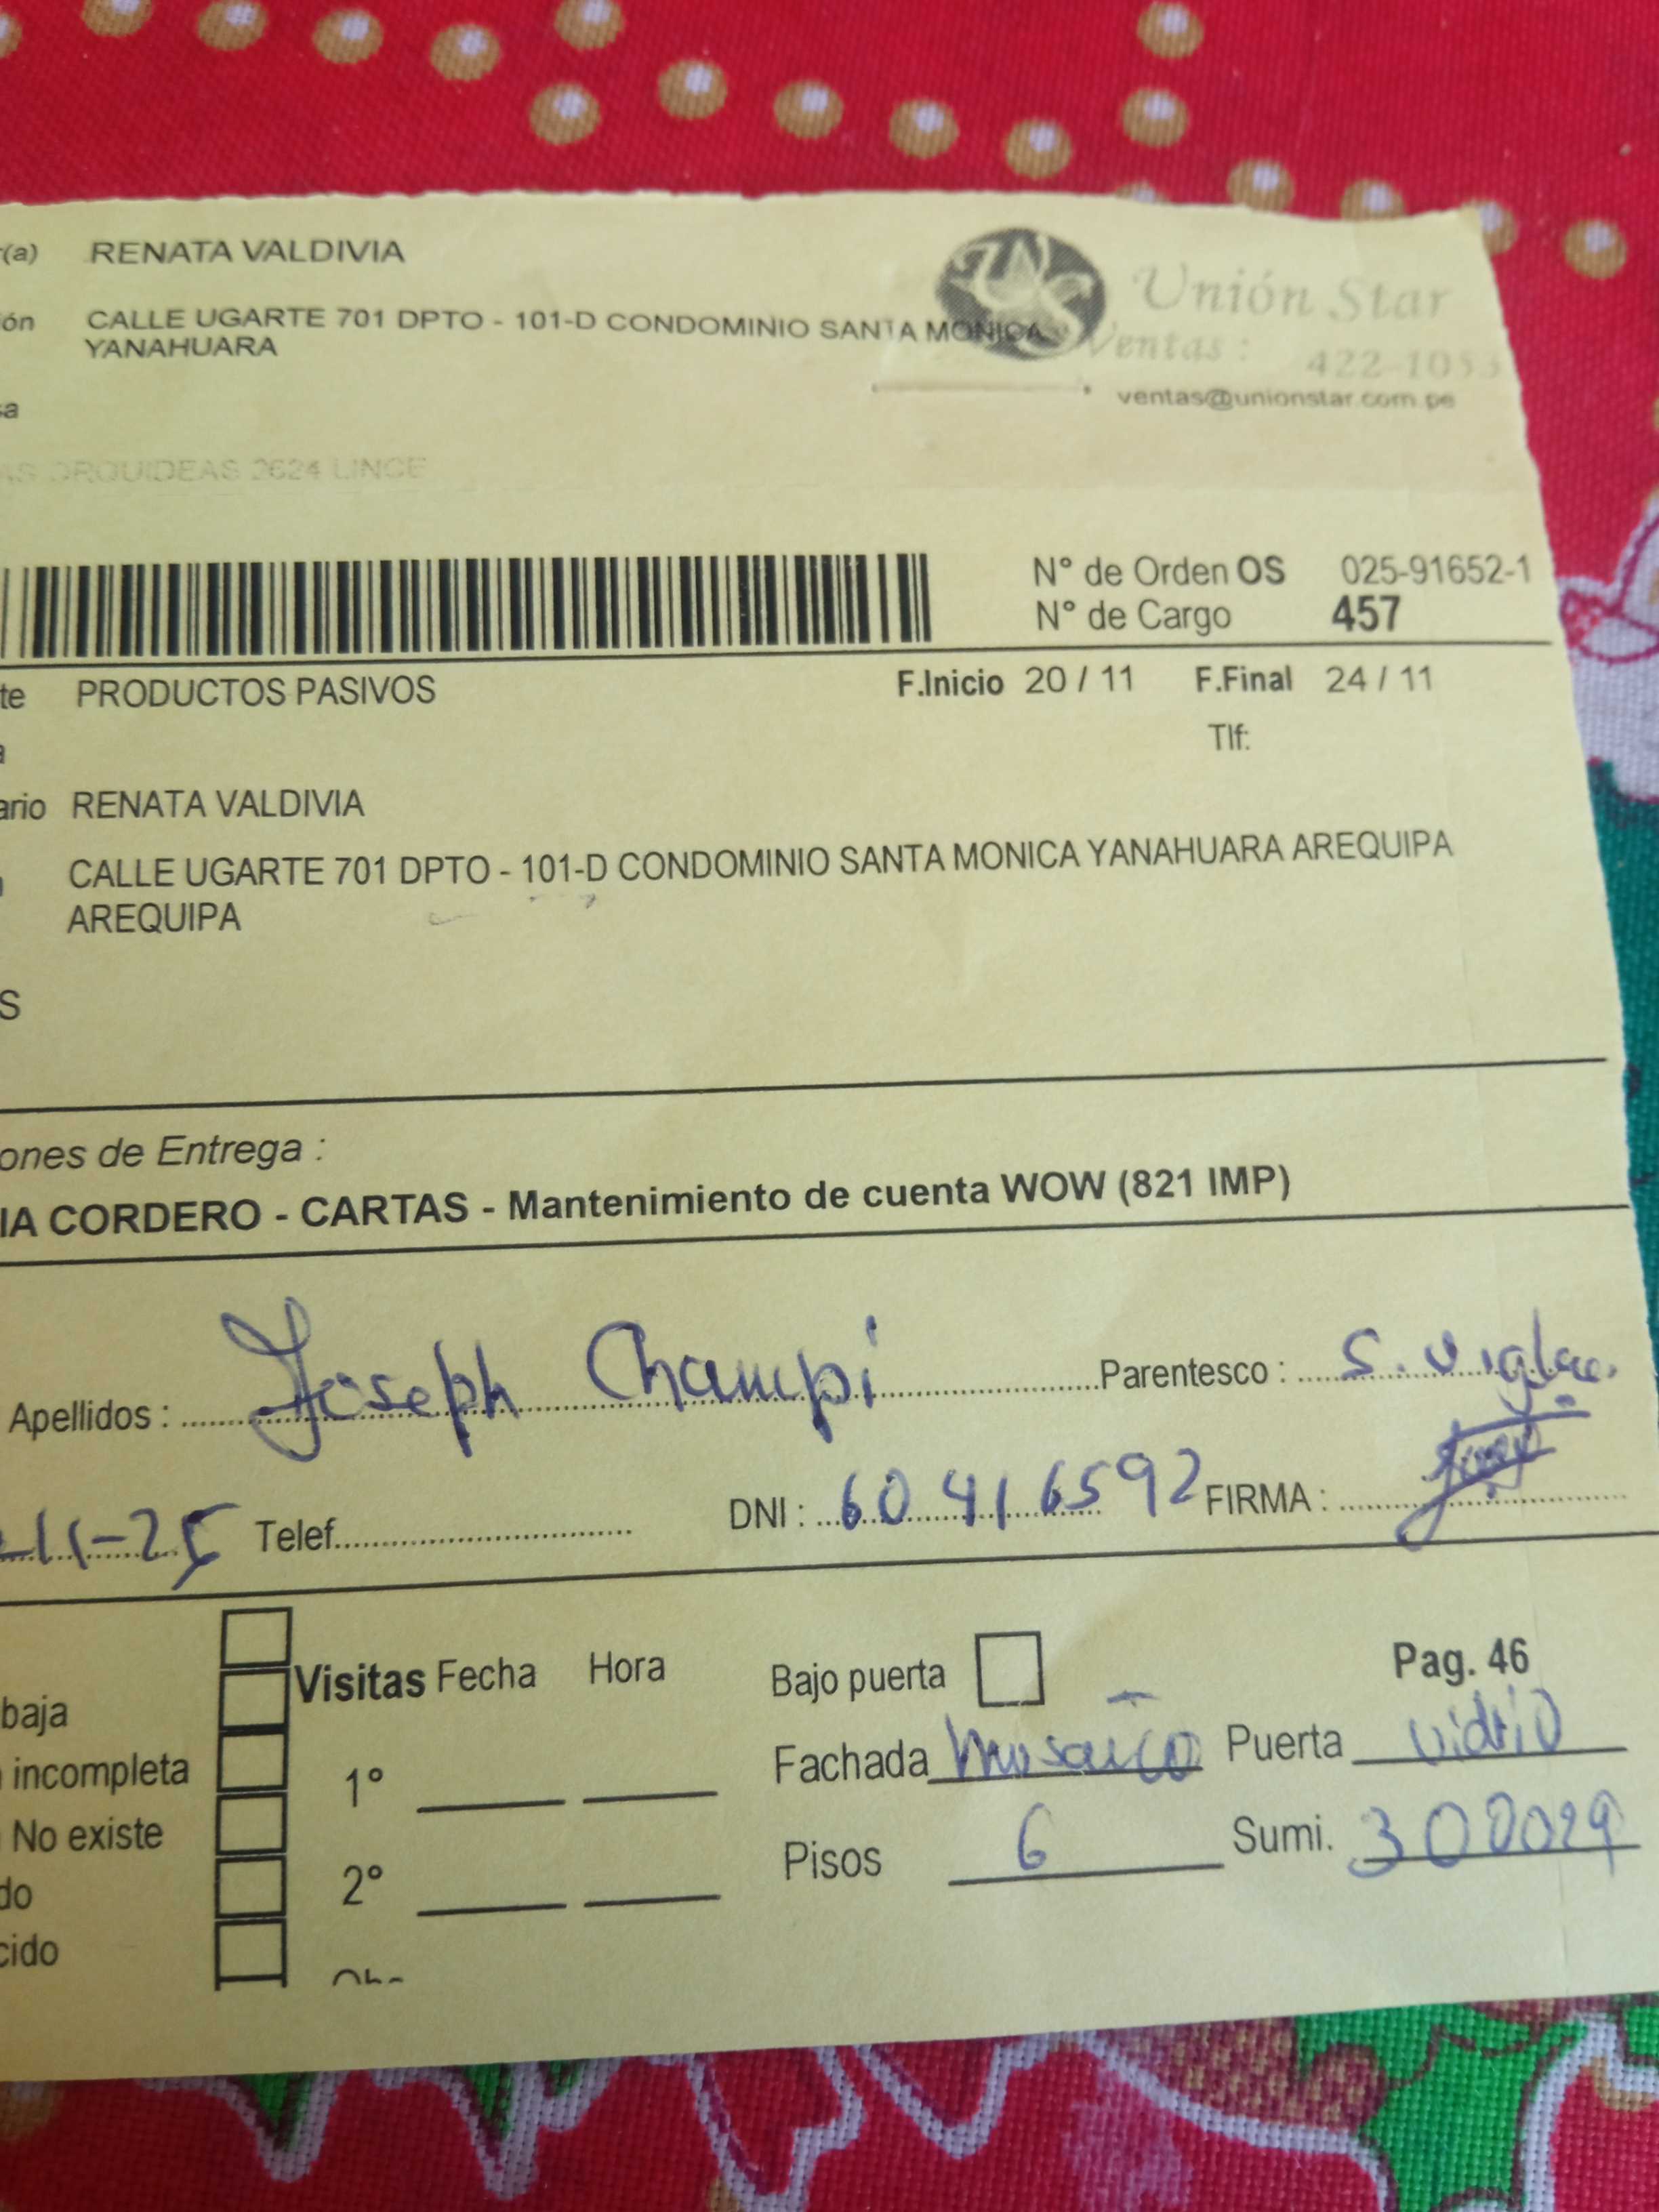 r(a) RENATA VALDIVIA
ón CALLE UGARTE 701 DPTO - 101-D CONDOMINIO SANTA MONICA
YANAHUARA
Unión Star
Ventas : 422-1053
ventas@unionstar.com.pe
sa
AS ORQUIDEAS 2624 LINCE
N° de Orden OS 025-91652-1
N° de Cargo 457
te PRODUCTOS PASIVOS F.Inicio 20 / 11 F.Final 24 / 11
a Tlf:
ario RENATA VALDIVIA
CALLE UGARTE 701 DPTO - 101-D CONDOMINIO SANTA MONICA YANAHUARA AREQUIPA
AREQUIPA
S
ones de Entrega :
IA CORDERO - CARTAS - Mantenimiento de cuenta WOW (821 IMP)
Apellidos : Joseph Champi Parentesco : S.
-11-25 Telef. DNI : 60416592 FIRMA :
Visitas Fecha Hora Bajo puerta Pag. 46
baja Fachada Mosaico Puerta vidrio
incompleta 1°
No existe Pisos 6 Sumi. 300029
do 2°
cido